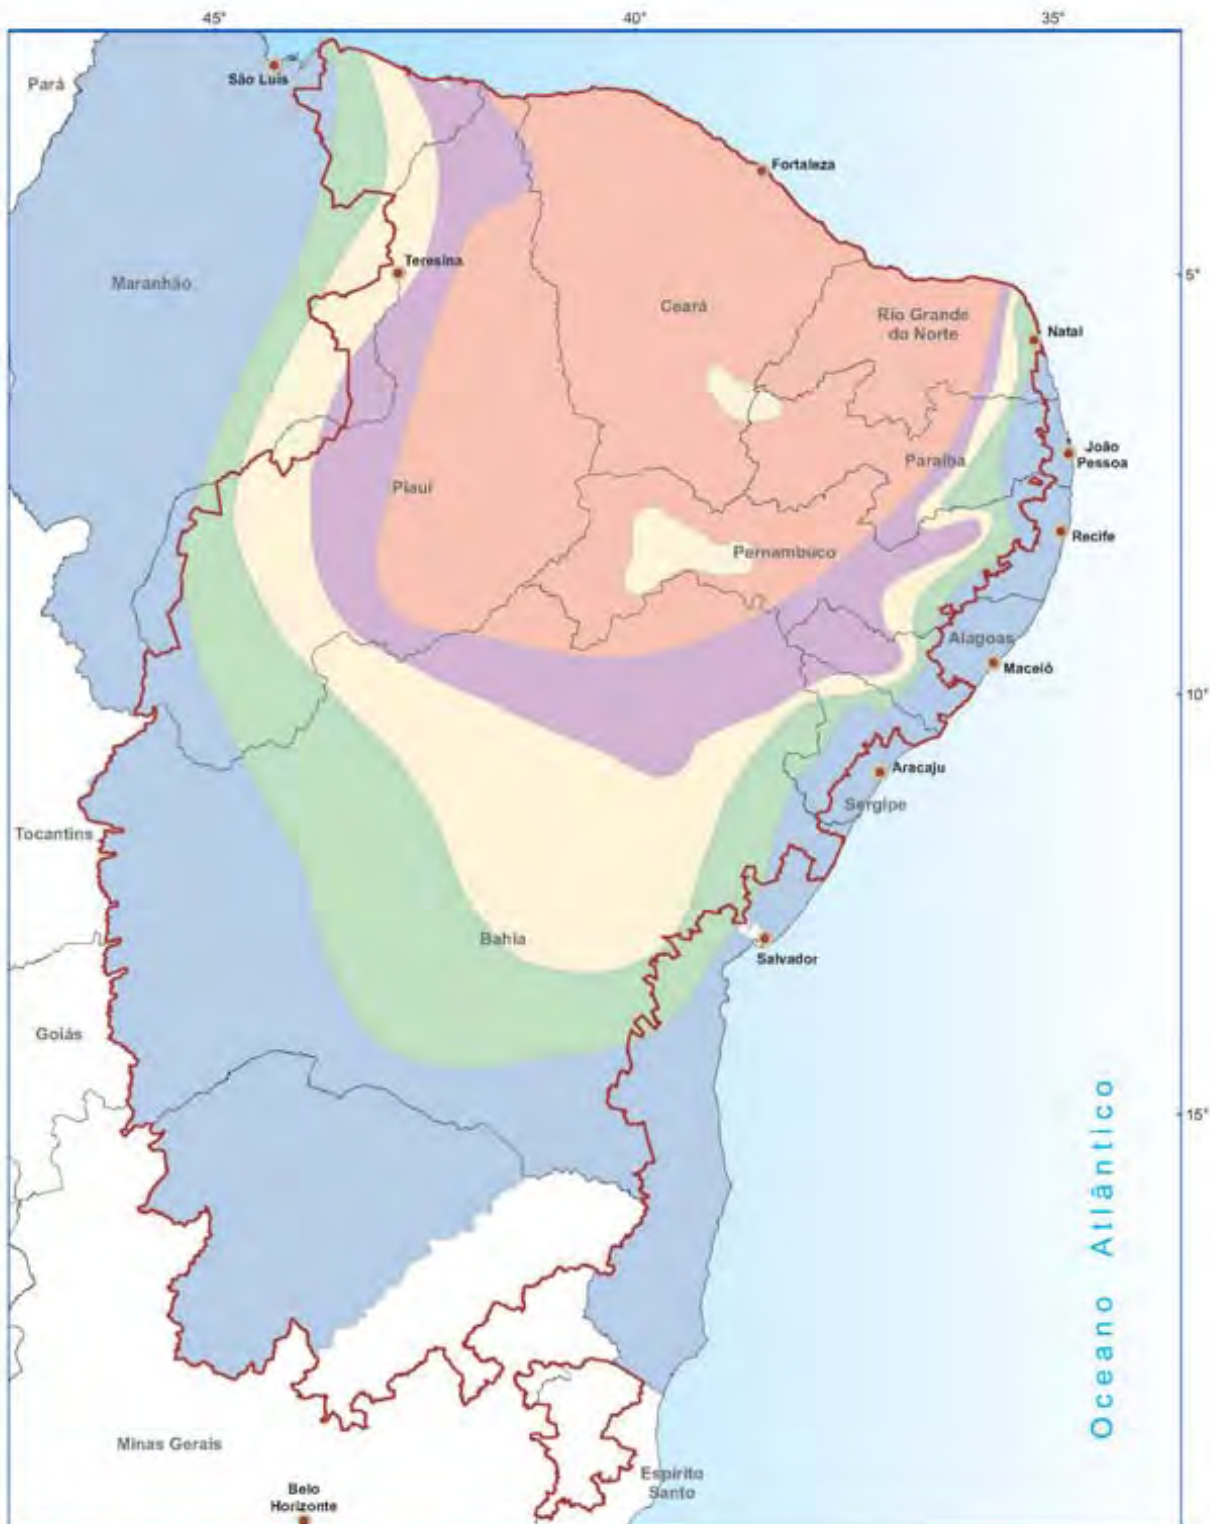 45°
40°
35°
São Luís
Pará
Fortaleza
Teresina
Maranhão
5°
Ceará
Rio Grande
do Norte
Natal
João
Pessoa
Paraíba
Piauí
Recife
Pernambuco
Alagoas
Maceió
10°
Aracaju
Sergipe
Tocantins
Bahia
Salvador
Goiás
15°
Oceano Atlântico
Minas Gerais
Espírito
Santo
Belo
Horizonte